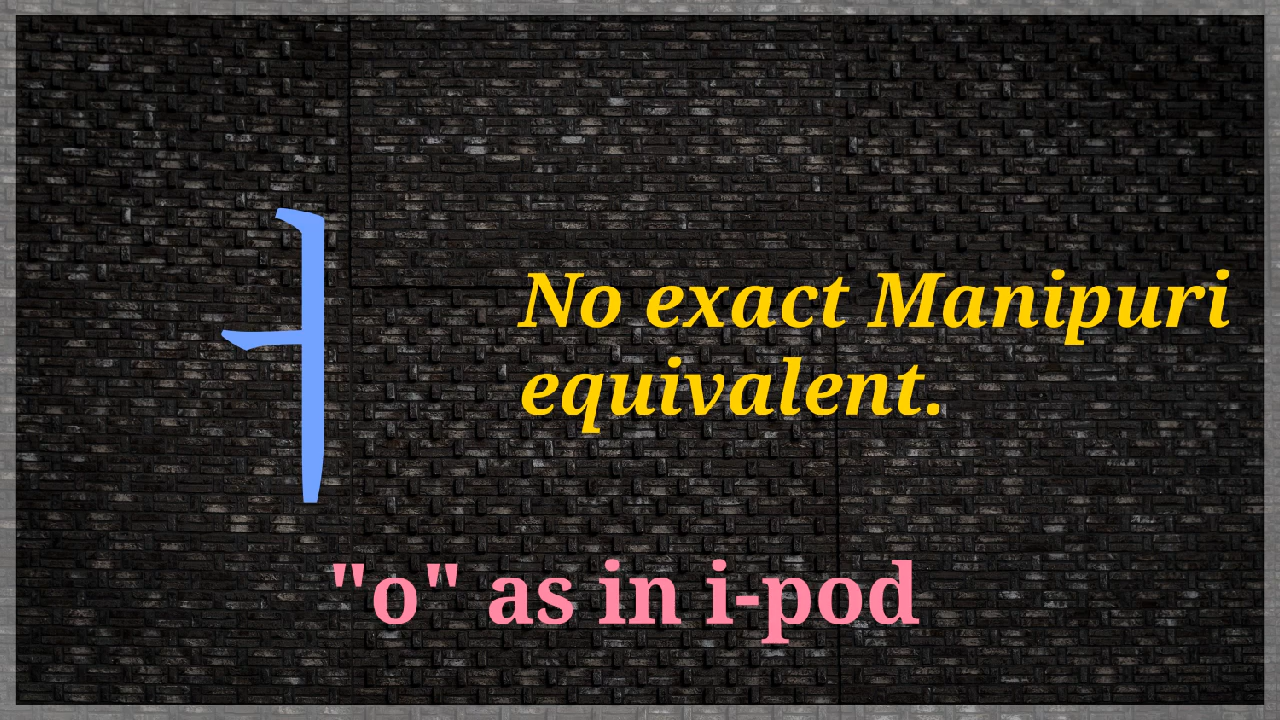 ㅓ
No exact Manipuri
equivalent.
"o" as in i-pod